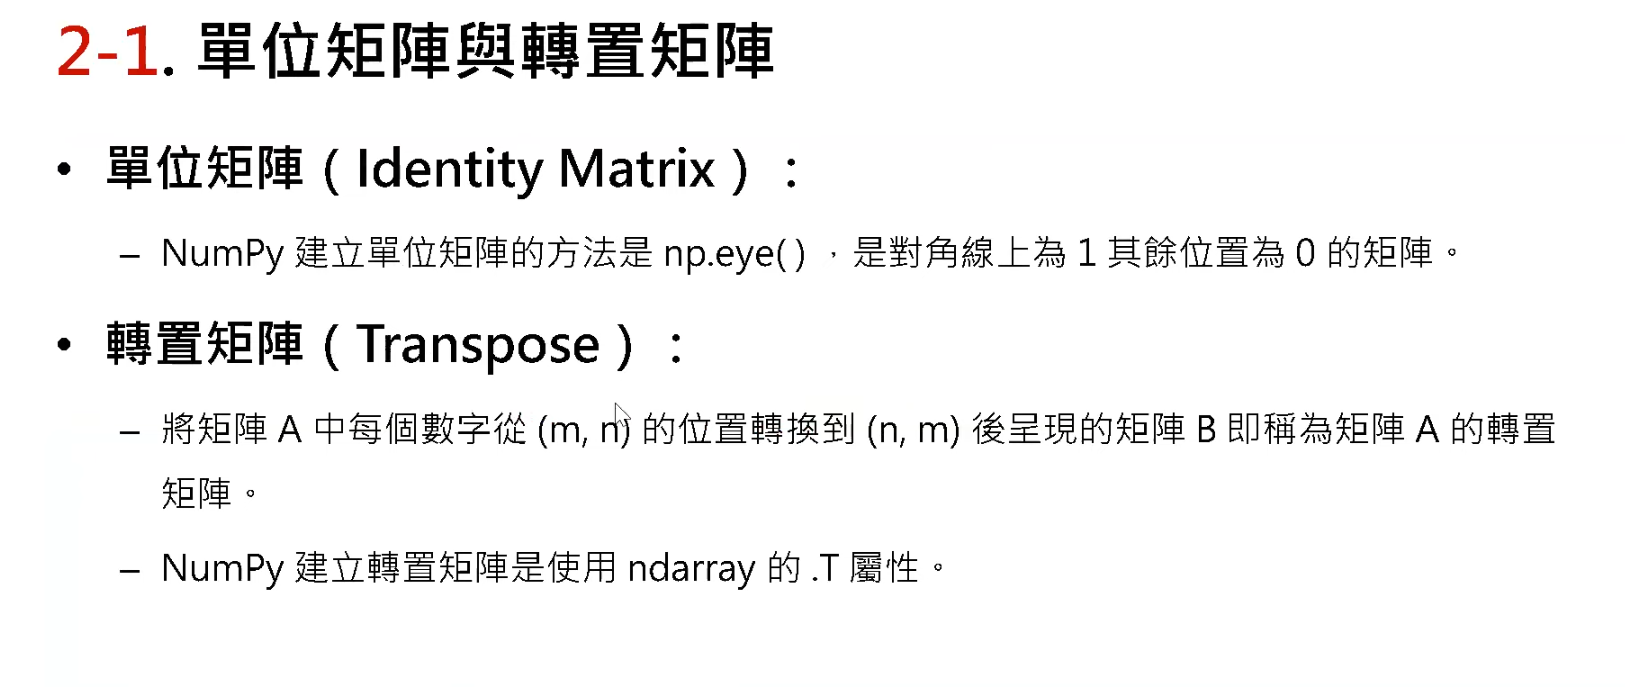 2-1. 單位矩陣與轉置矩陣
• 單位矩陣（Identity Matrix）：
– NumPy 建立單位矩陣的方法是 np.eye( ) ，是對角線上為 1 其餘位置為 0 的矩陣。
• 轉置矩陣（Transpose）：
– 將矩陣 A 中每個數字從 (m, n) 的位置轉換到 (n, m) 後呈現的矩陣 B 即稱為矩陣 A 的轉置
矩陣。
– NumPy 建立轉置矩陣是使用 ndarray 的 .T 屬性。